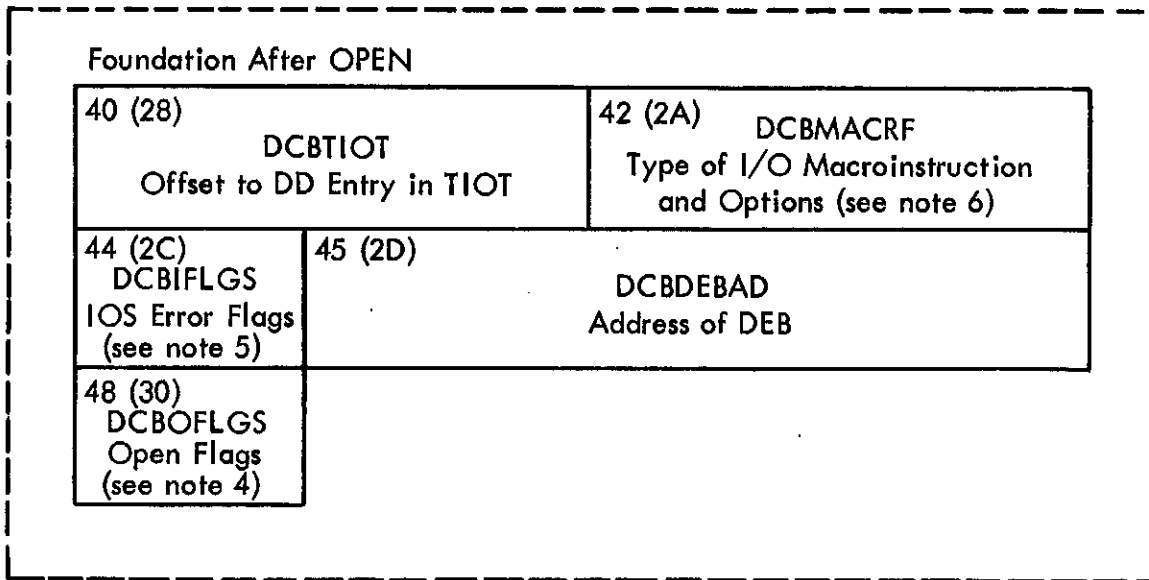 Foundation After OPEN
40 (28)
DCBTIOT
Offset to DD Entry in TIOT
42 (2A)
DCBMACRF
Type of I/O Macroinstruction
and Options (see note 6)
44 (2C)
DCBIFLGS
IOS Error Flags
(see note 5)
45 (2D)
DCBDEBAD
Address of DEB
48 (30)
DCBOFLGS
Open Flags
(see note 4)